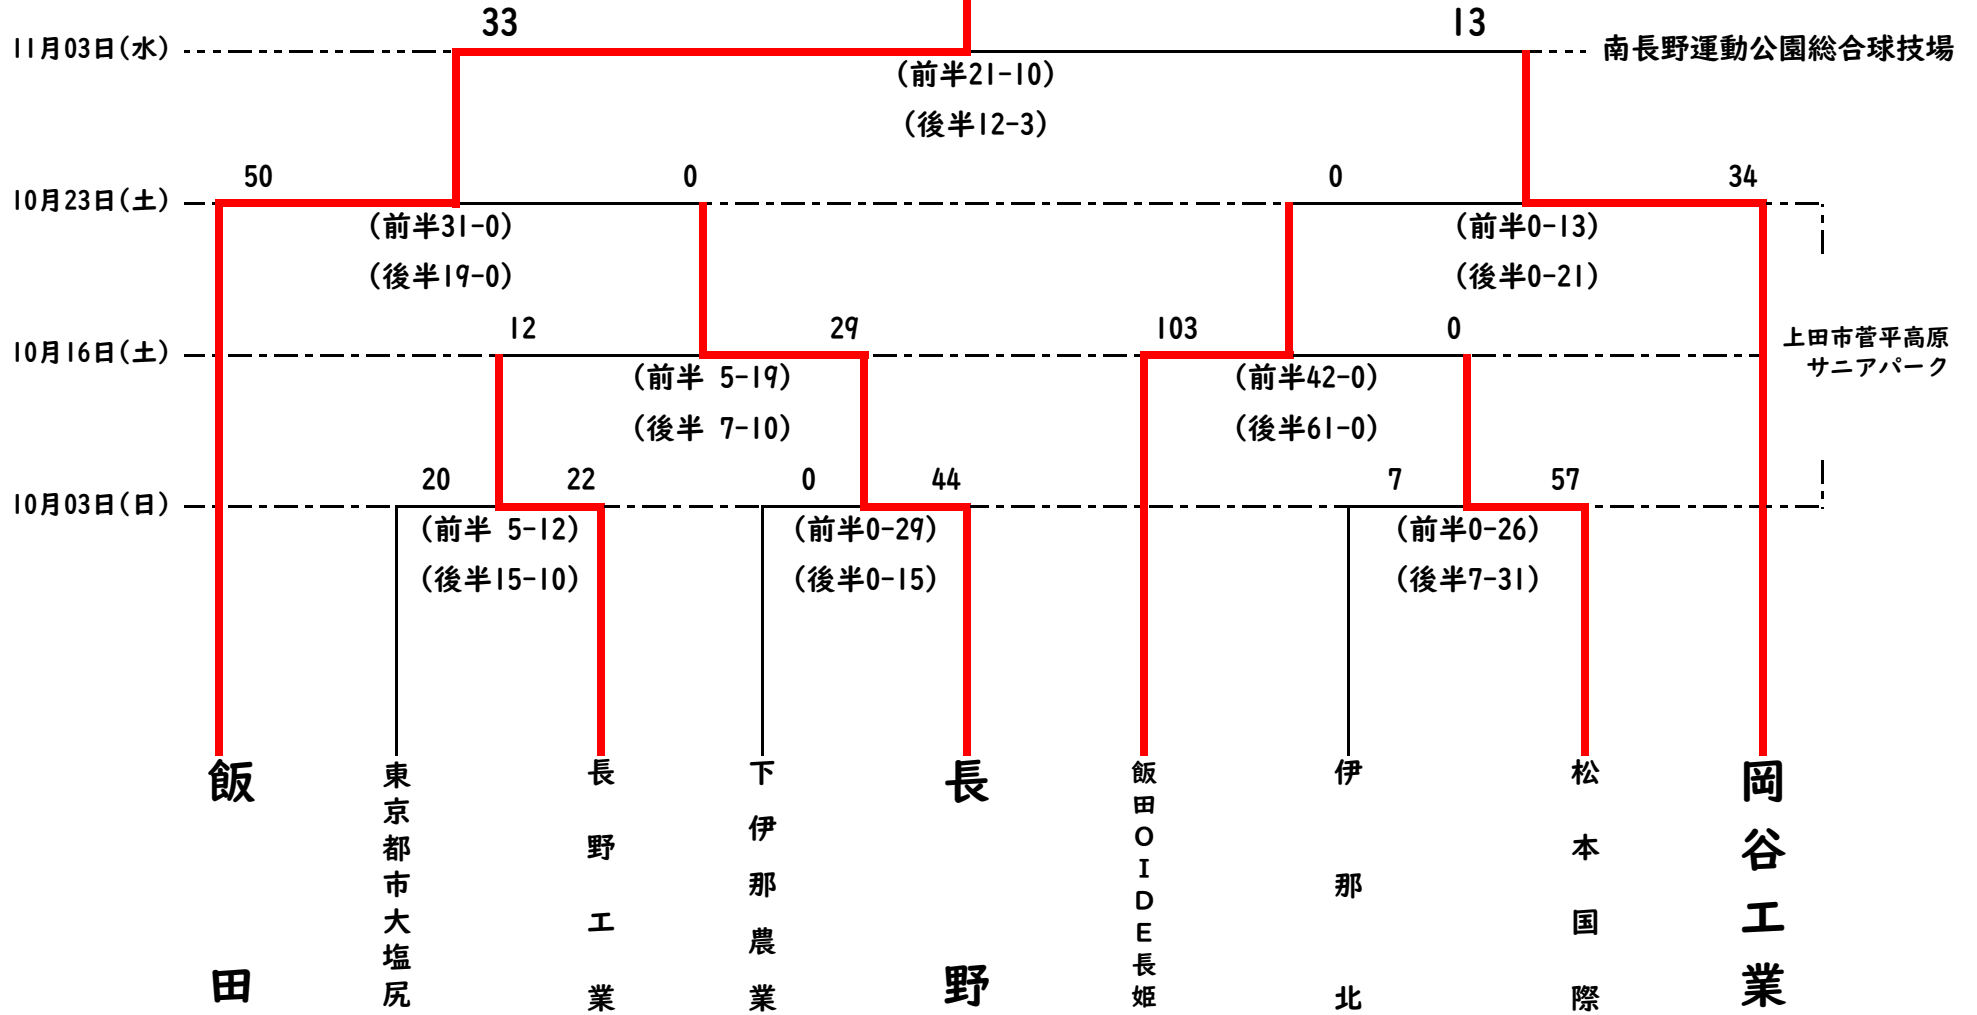 33 13
11月03日(水) 南長野運動公園総合球技場
(前半21-10)
(後半12-3)
50 0 0 34
10月23日(土)
(前半31-0) (前半0-13)
(後半19-0) (後半0-21)
12 29 103 0
10月16日(土) 上田市菅平高原
サニアパーク
(前半 5-19) (前半42-0)
(後半 7-10) (後半61-0)
20 22 0 44 7 57
10月03日(日)
(前半 5-12) (前半0-29) (前半0-26)
(後半15-10) (後半0-15) (後半7-31)
飯田
東京都市大塩尻
長野工業
下伊那農業
長野
飯田OIDE長姫
伊那北
松本国際
岡谷工業